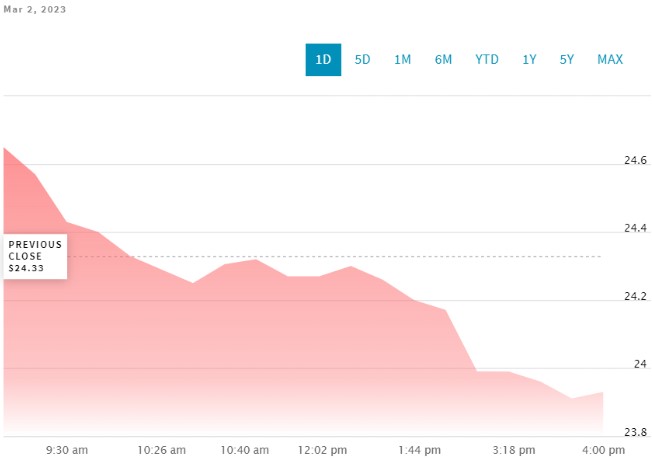 Mar 2, 2023
1D 5D 1M 6M YTD 1Y 5Y MAX
24.6
24.4
PREVIOUS
CLOSE
$24.33
24.2
24
23.8
9:30 am 10:26 am 10:40 am 12:02 pm 1:44 pm 3:18 pm 4:00 pm